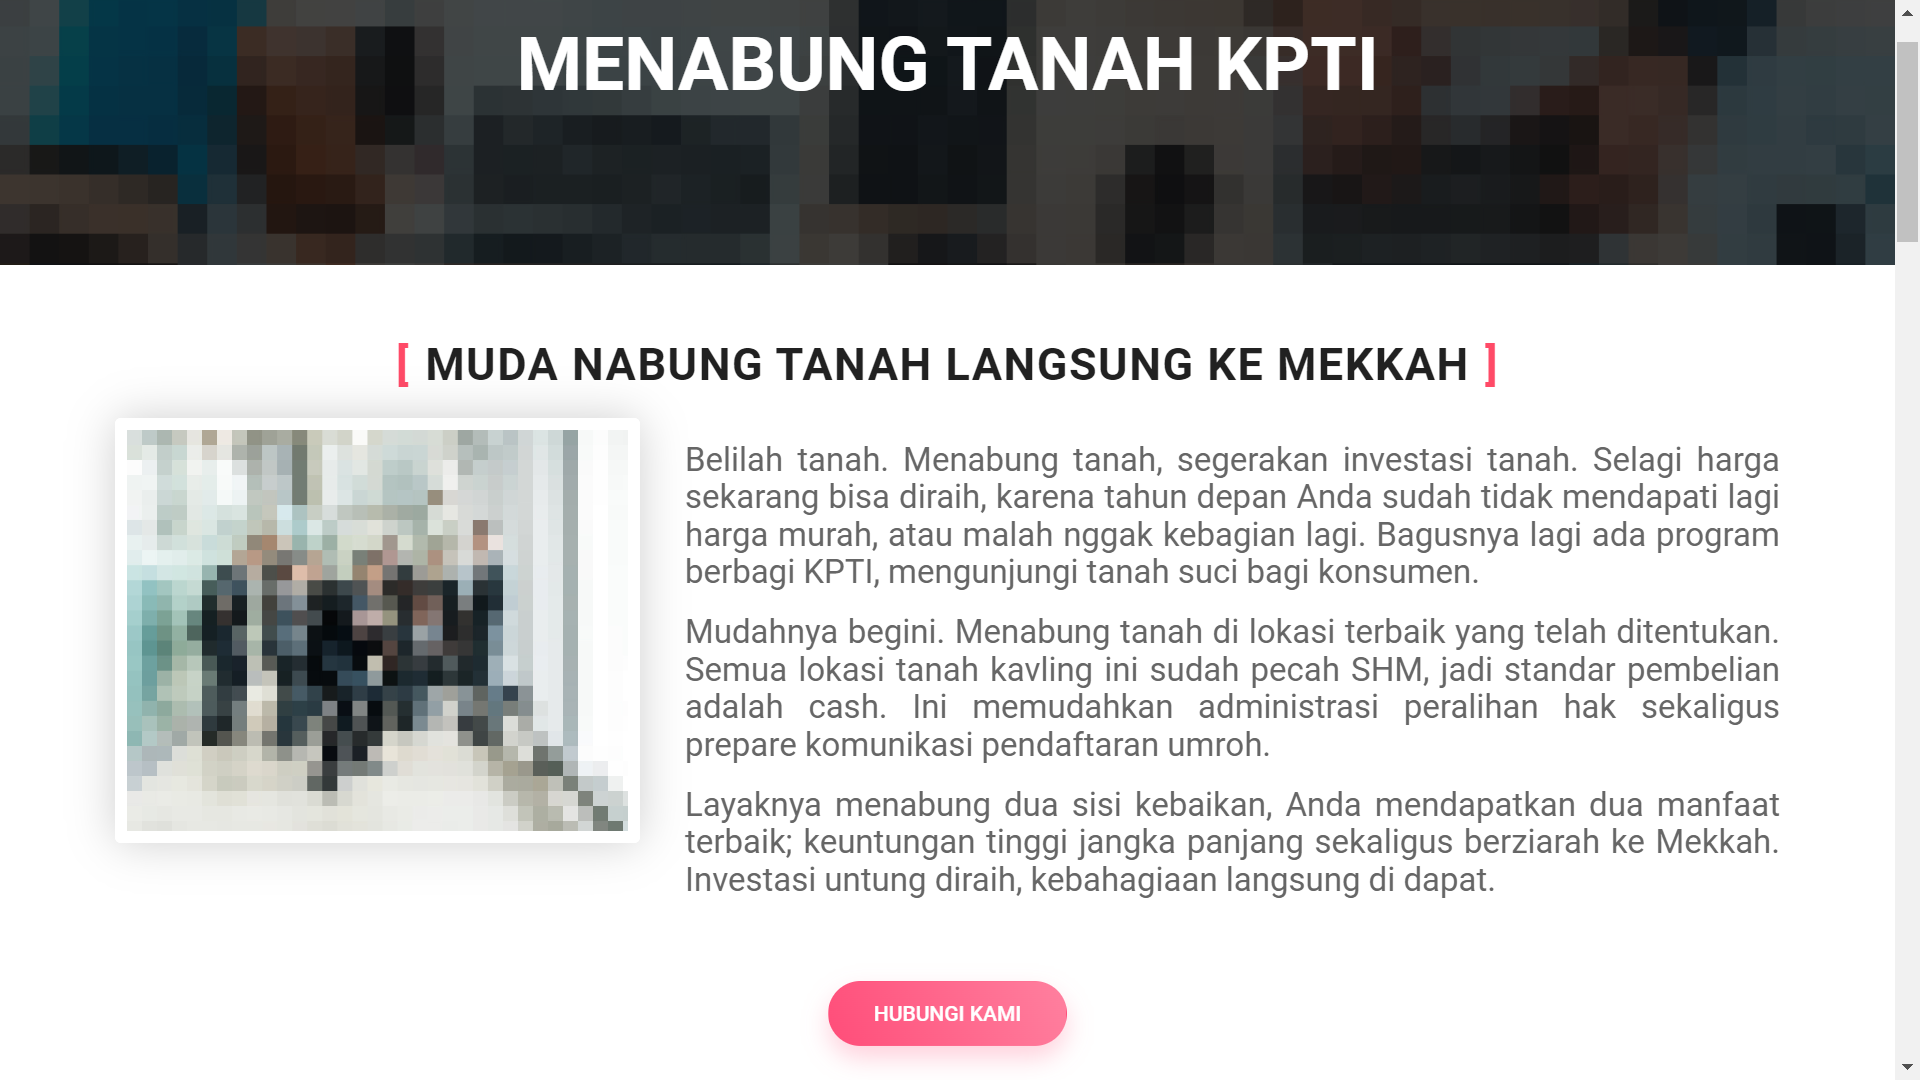 MENABUNG TANAH KPTI
[ MUDA NABUNG TANAH LANGSUNG KE MEKKAH ]
Belilah tanah. Menabung tanah, segerakan investasi tanah. Selagi harga
sekarang bisa diraih, karena tahun depan Anda sudah tidak mendapati lagi
harga murah, atau malah nggak kebagian lagi. Bagusnya lagi ada program
berbagi KPTI, mengunjungi tanah suci bagi konsumen.
Mudahnya begini. Menabung tanah di lokasi terbaik yang telah ditentukan.
Semua lokasi tanah kavling ini sudah pecah SHM, jadi standar pembelian
adalah cash. Ini memudahkan administrasi peralihan hak sekaligus
prepare komunikasi pendaftaran umroh.
Layaknya menabung dua sisi kebaikan, Anda mendapatkan dua manfaat
terbaik; keuntungan tinggi jangka panjang sekaligus berziarah ke Mekkah.
Investasi untung diraih, kebahagiaan langsung di dapat.
HUBUNGI KAMI